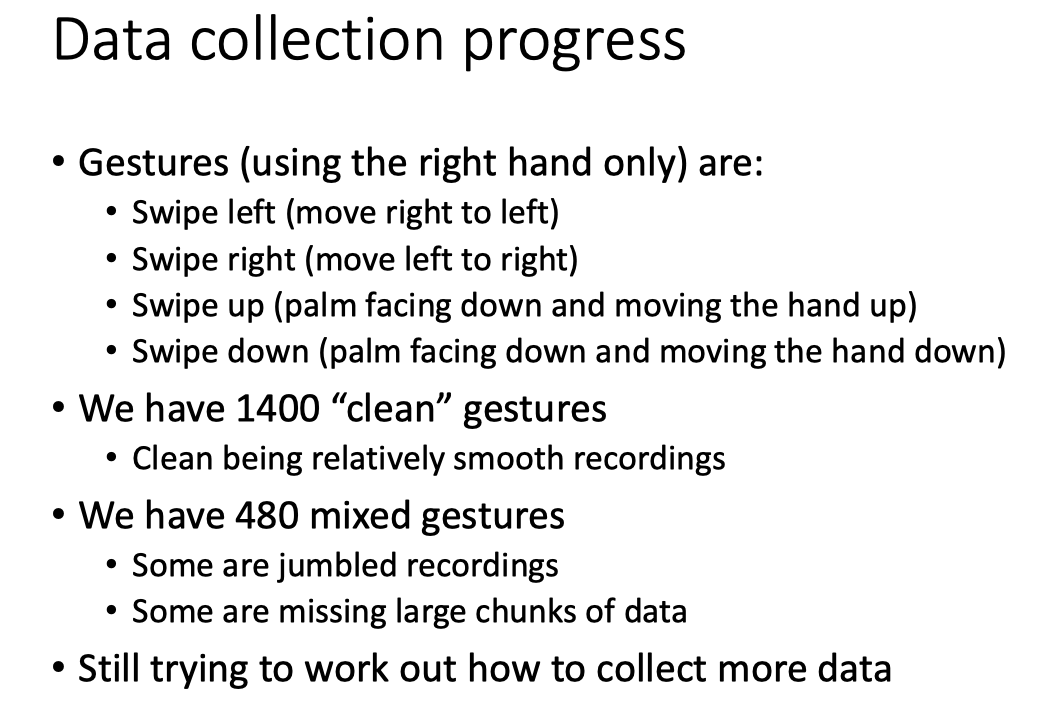 Data collection progress
• Gestures (using the right hand only) are:
• Swipe left (move right to left)
• Swipe right (move left to right)
• Swipe up (palm facing down and moving the hand up)
• Swipe down (palm facing down and moving the hand down)
• We have 1400 “clean” gestures
• Clean being relatively smooth recordings
• We have 480 mixed gestures
• Some are jumbled recordings
• Some are missing large chunks of data
• Still trying to work out how to collect more data